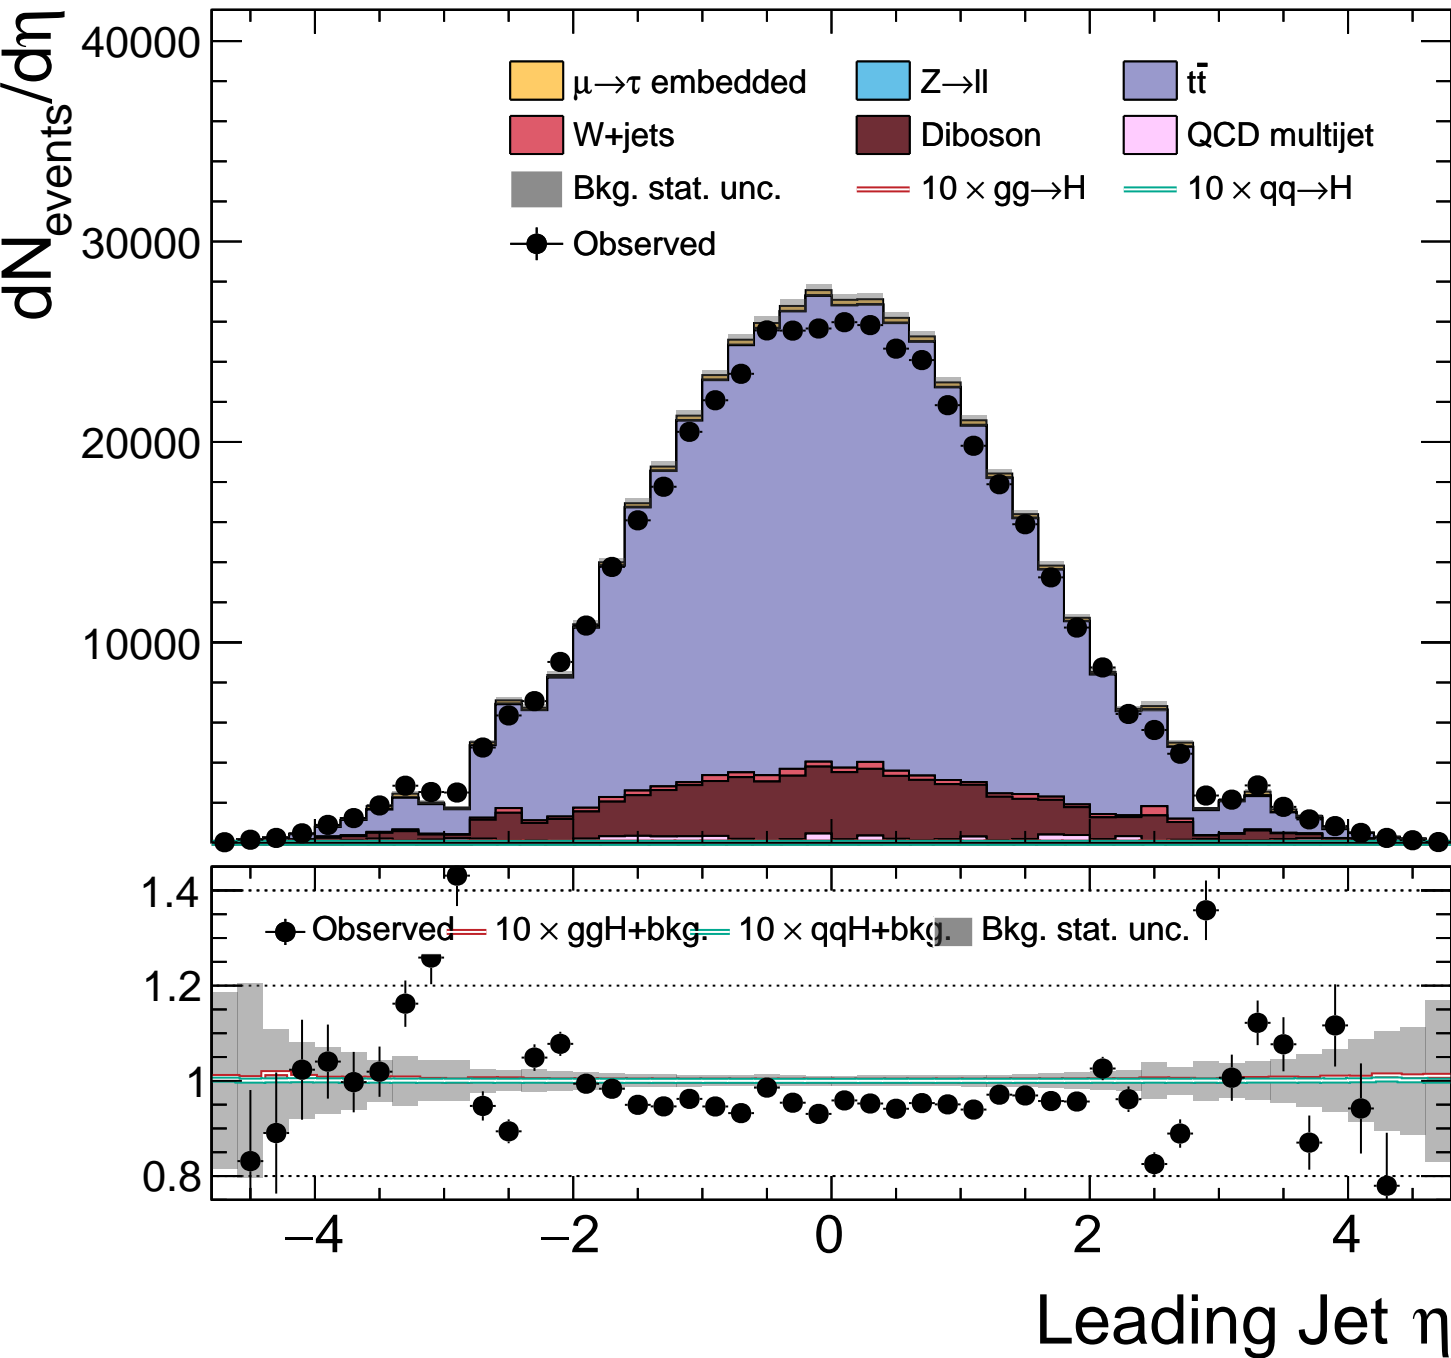 dN_events/dη
40000
30000
20000
10000
μ→τ embedded Z→ll tt̄
W+jets Diboson QCD multijet
Bkg. stat. unc. 10 × gg→H 10 × qq→H
Observed
1.4
1.2
1
0.8
Observed 10 × ggH+bkg. 10 × qqH+bkg. Bkg. stat. unc.
−4 −2 0 2 4
Leading Jet η